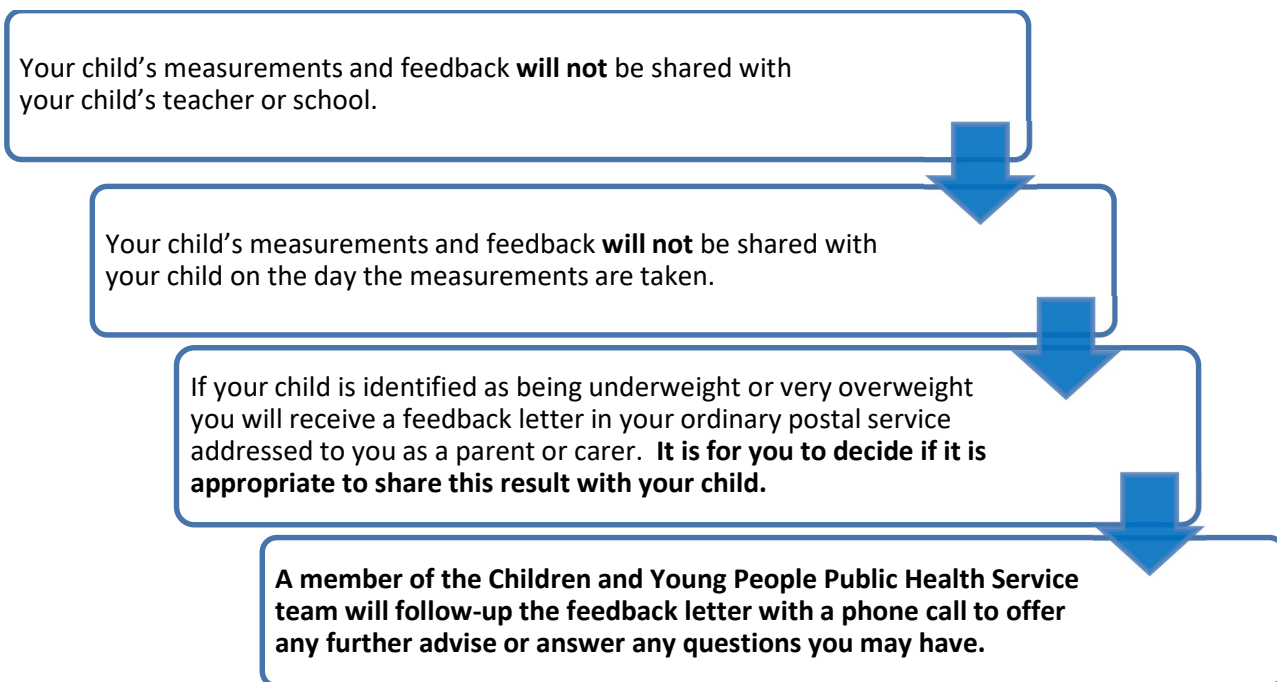 Your child’s measurements and feedback will not be shared with
your child’s teacher or school.
Your child’s measurements and feedback will not be shared with
your child on the day the measurements are taken.
If your child is identified as being underweight or very overweight
you will receive a feedback letter in your ordinary postal service
addressed to you as a parent or carer.  It is for you to decide if it is
appropriate to share this result with your child.
A member of the Children and Young People Public Health Service
team will follow-up the feedback letter with a phone call to offer
any further advise or answer any questions you may have.